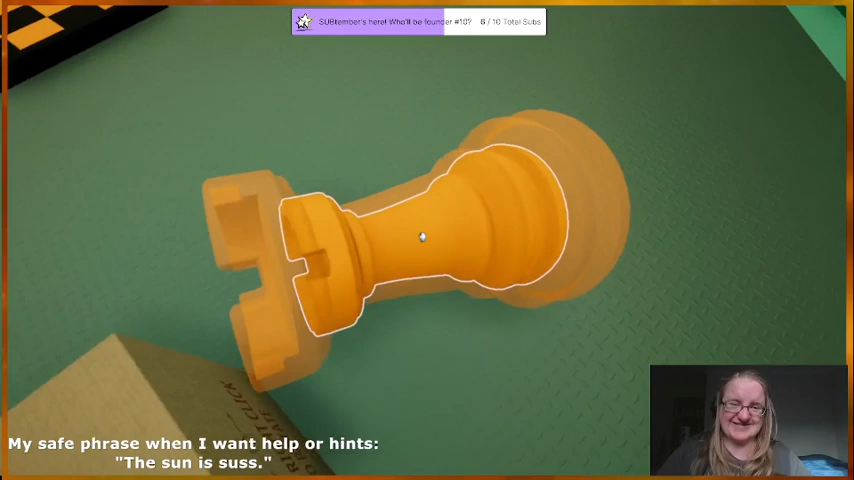 SUBtember's here! Who'll be founder #10? 6 / 10 Total Subs
My safe phrase when I want help or hints:
"The sun is suss."